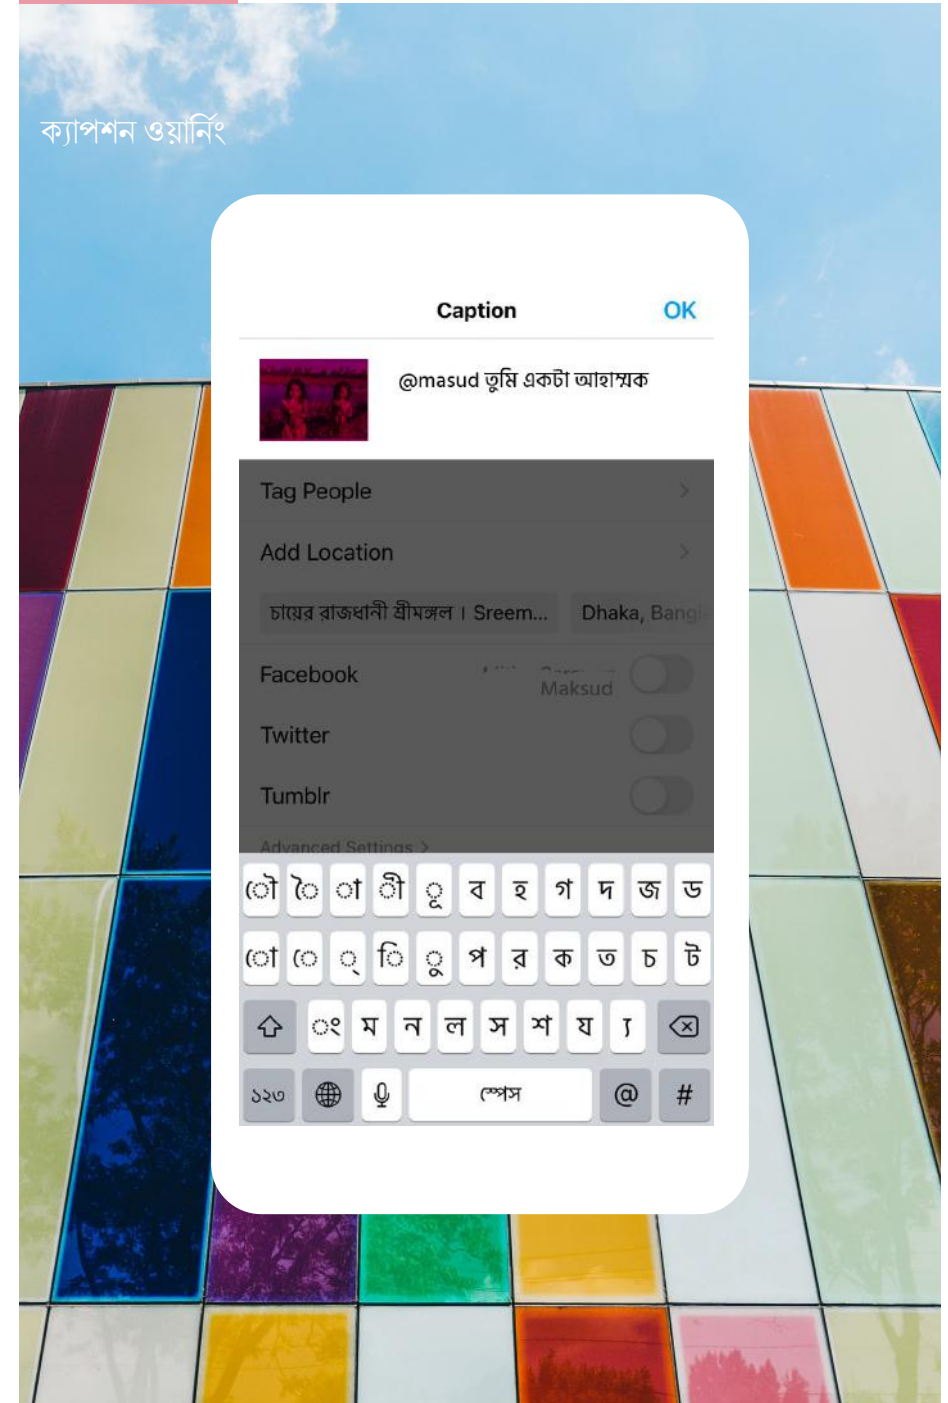 ক্যাপশন ওয়ার্নিং
Caption OK
@masud তুমি একটা আহাম্মক
Tag People
Add Location
চায়ের রাজধানী শ্রীমঙ্গল । Sreem... Dhaka, Bangl
Facebook Maksud
Twitter
Tumblr
Advanced Settings >
ৌ ৈ া ী ূ ব হ গ দ জ ড
ো ে ্ ি ু প র ক ত চ ট
ং ম ন ল স শ য ্য
১২৩ স্পেস @ #